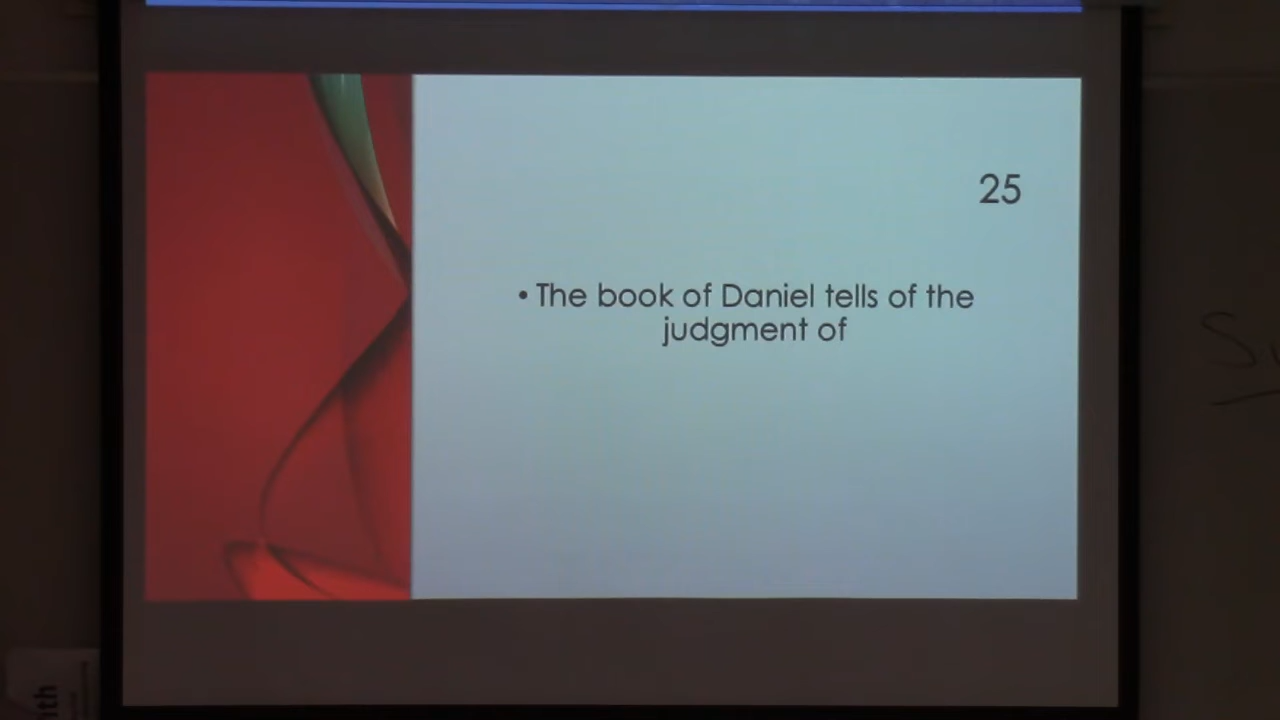 25
• The book of Daniel tells of the
judgment of